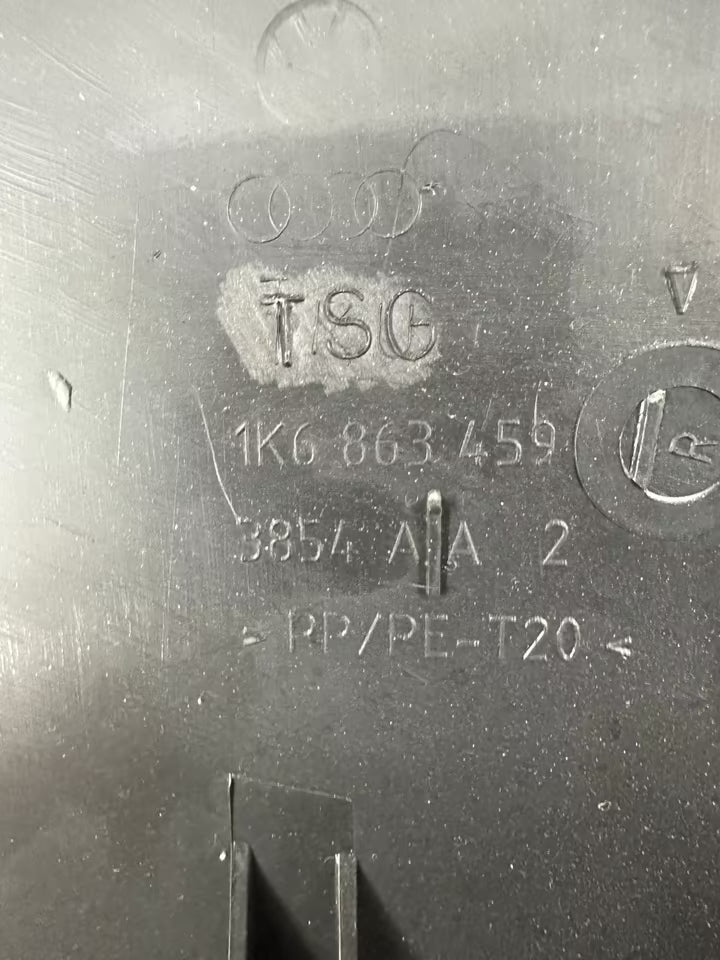 TSG
1K6 863 459
3854 A A 2
> PP/PE-T20 <
R